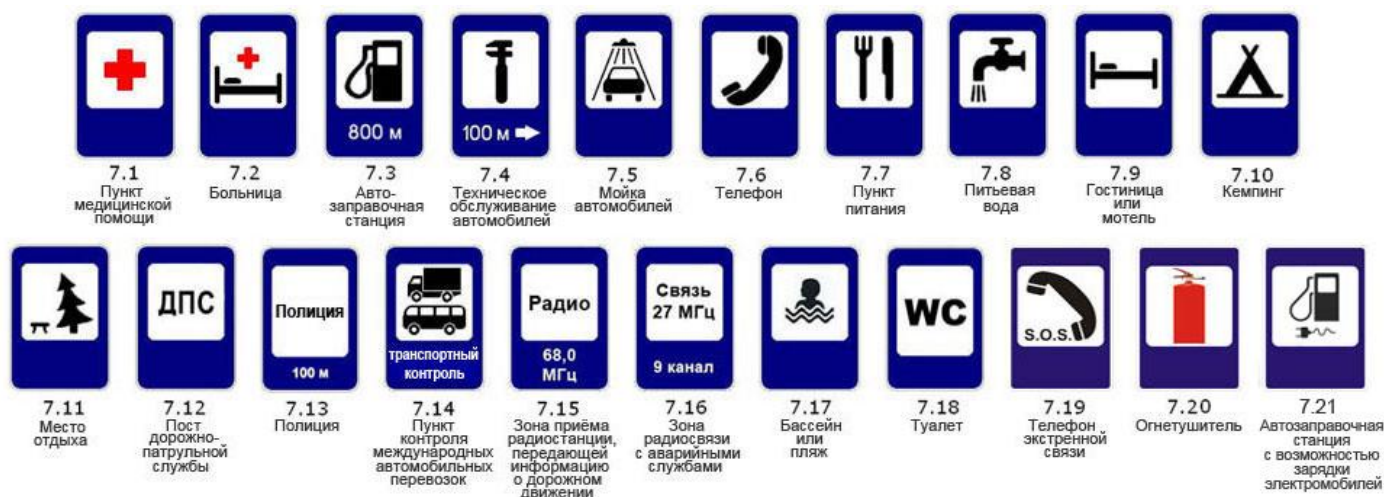 800 м
100 м
7.1
Пункт
медицинской
помощи
7.2
Больница
7.3
Авто-
заправочная
станция
7.4
Техническое
обслуживание
автомобилей
7.5
Мойка
автомобилей
7.6
Телефон
7.7
Пункт
питания
7.8
Питьевая
вода
7.9
Гостиница
или
мотель
7.10
Кемпинг
ДПС
Полиция
100 м
транспортный
контроль
Радио
68,0
МГц
Связь
27 МГц
9 канал
WC
S.O.S.
7.11
Место
отдыха
7.12
Пост
дорожно-
патрульной
службы
7.13
Полиция
7.14
Пункт
контроля
международных
автомобильных
перевозок
7.15
Зона приёма
радиостанции,
передающей
информацию
о дорожном
движении
7.16
Зона
радиосвязи
с аварийными
службами
7.17
Бассейн
или
пляж
7.18
Туалет
7.19
Телефон
экстренной
связи
7.20
Огнетушитель
7.21
Автозаправочная
станция
с возможностью
зарядки
электромобилей